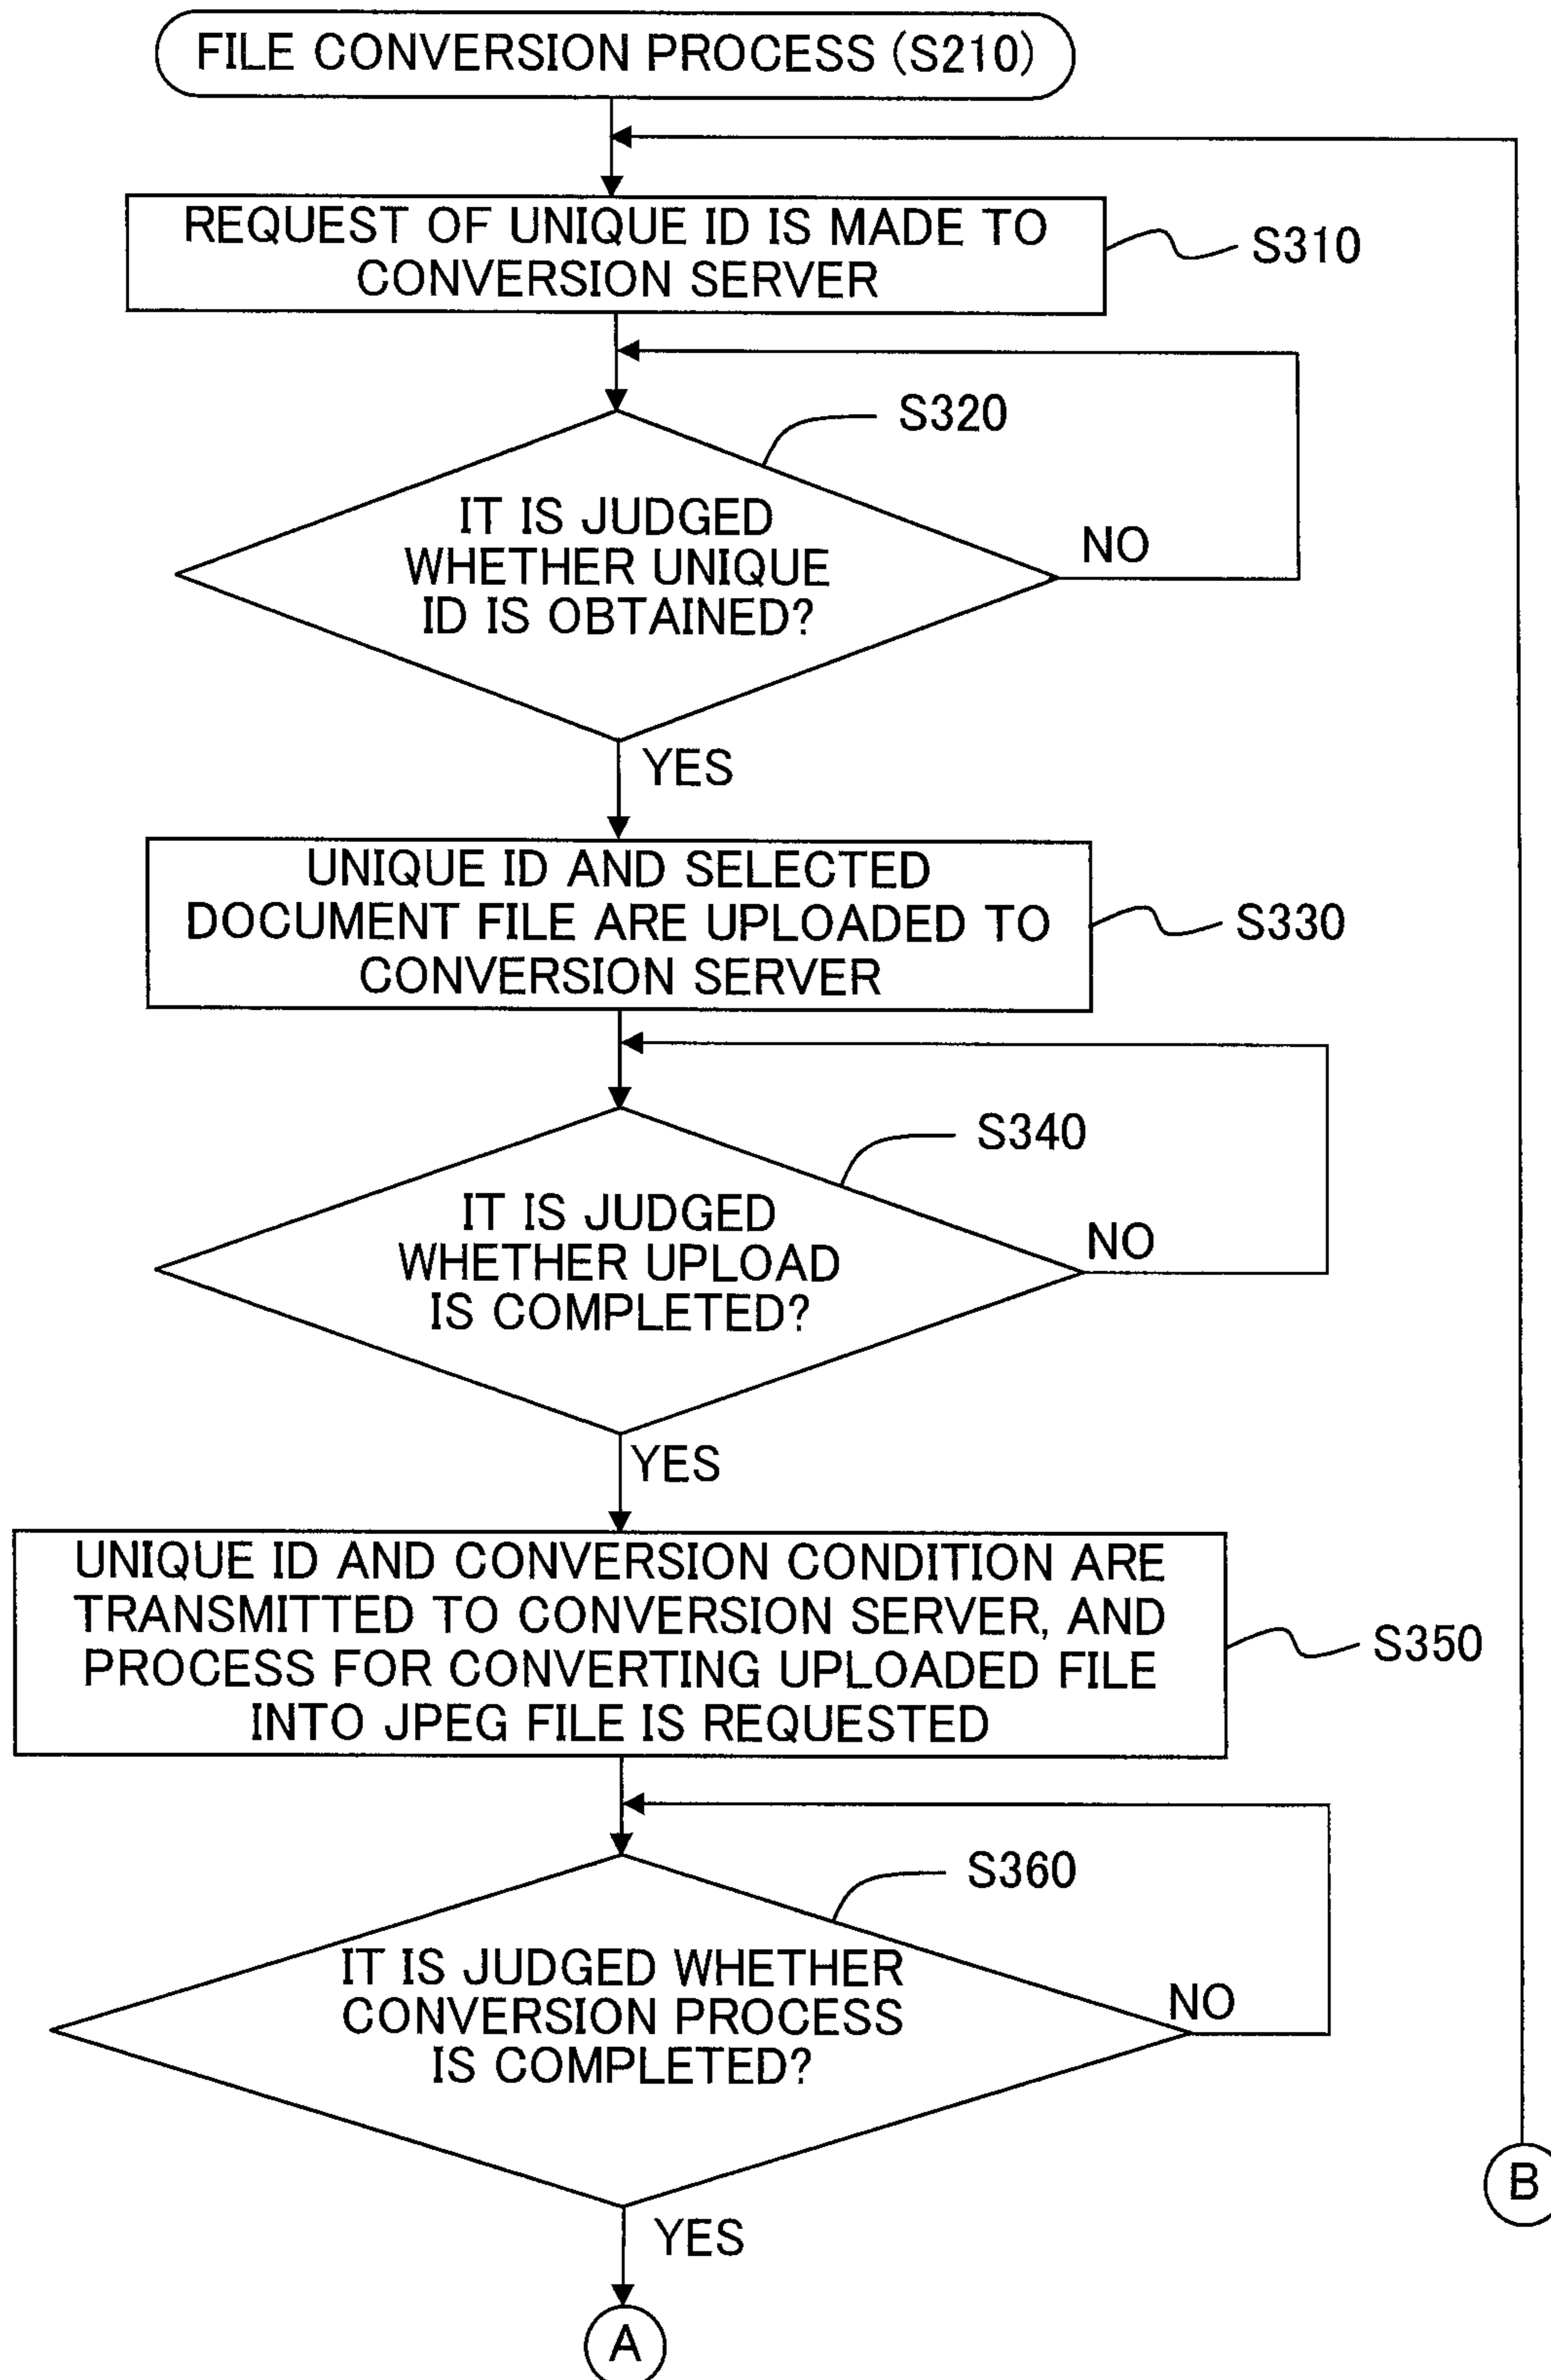 FILE CONVERSION PROCESS (S210)
REQUEST OF UNIQUE ID IS MADE TO
CONVERSION SERVER
S310
S320
IT IS JUDGED
WHETHER UNIQUE
ID IS OBTAINED?
NO
YES
UNIQUE ID AND SELECTED
DOCUMENT FILE ARE UPLOADED TO
CONVERSION SERVER
S330
S340
IT IS JUDGED
WHETHER UPLOAD
IS COMPLETED?
NO
YES
UNIQUE ID AND CONVERSION CONDITION ARE
TRANSMITTED TO CONVERSION SERVER, AND
PROCESS FOR CONVERTING UPLOADED FILE
INTO JPEG FILE IS REQUESTED
S350
S360
IT IS JUDGED WHETHER
CONVERSION PROCESS
IS COMPLETED?
NO
B
YES
A